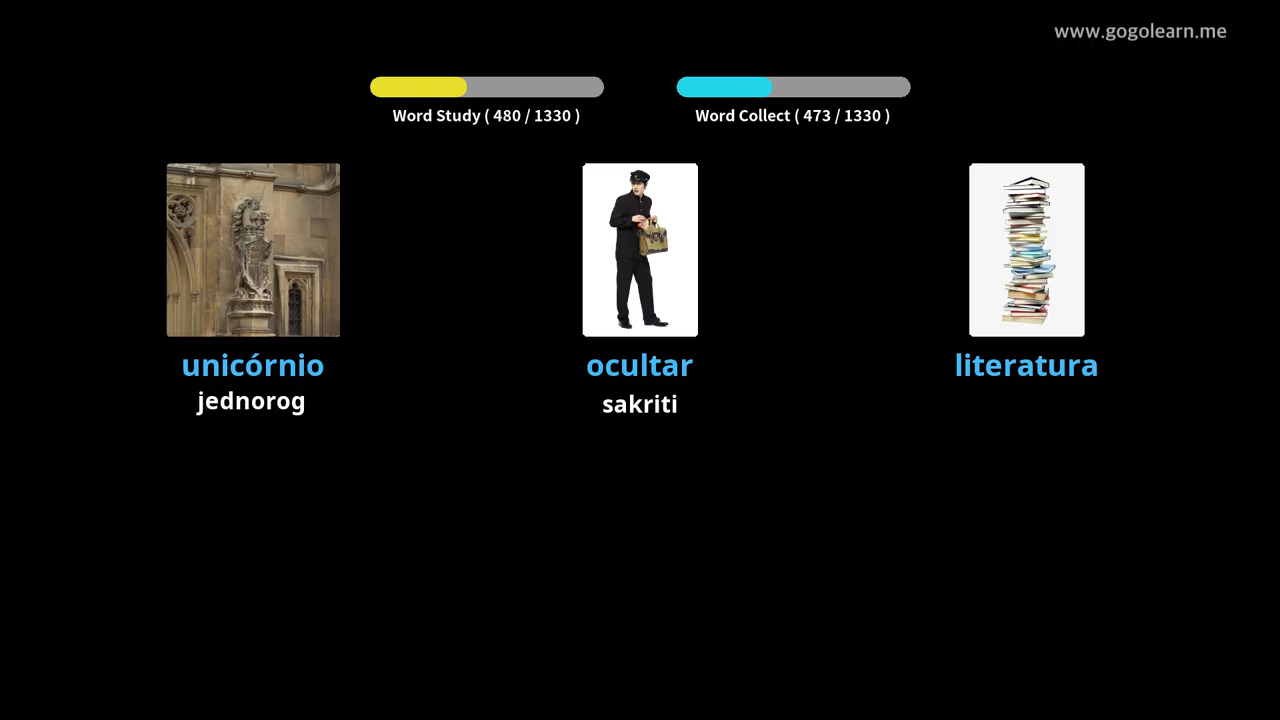 www.gogolearn.me
Word Study ( 480 / 1330 )
Word Collect ( 473 / 1330 )
unicórnio
jednorog
ocultar
sakriti
literatura